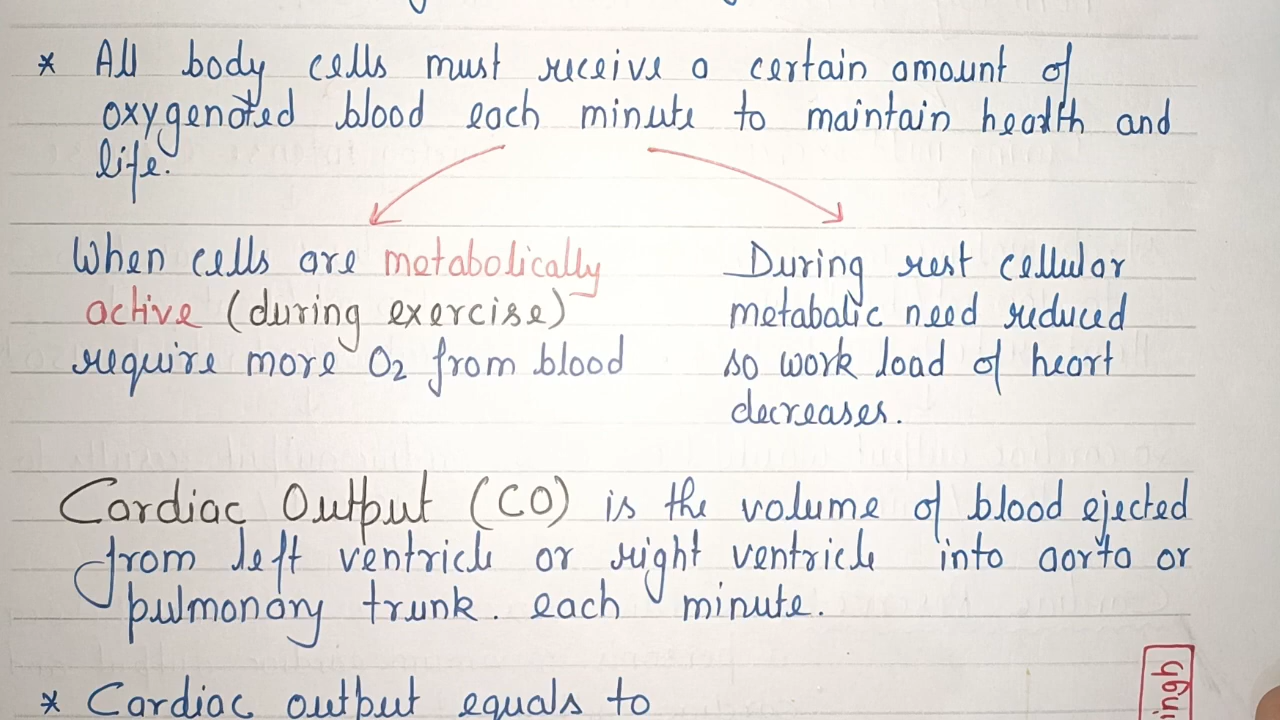 * All body cells must receive a certain amount of
oxygenated blood each minute to maintain health and
life.
When cells are metabolically
active (during exercise)
require more O2 from blood
During rest cellular
metabalic need reduced
so work load of heart
decreases.
Cardiac Output (CO) is the volume of blood ejected
from left ventricle or right ventricle into aorta or
pulmonary trunk. each minute.
* Cardiac output equals to